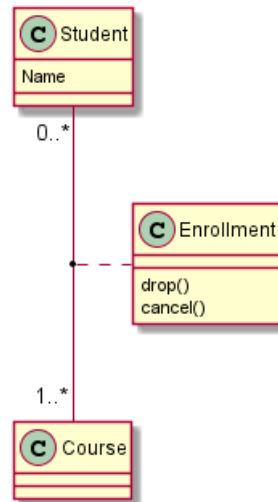 C Student
Name
0..*
C Enrollment
drop()
cancel()
1..*
C Course